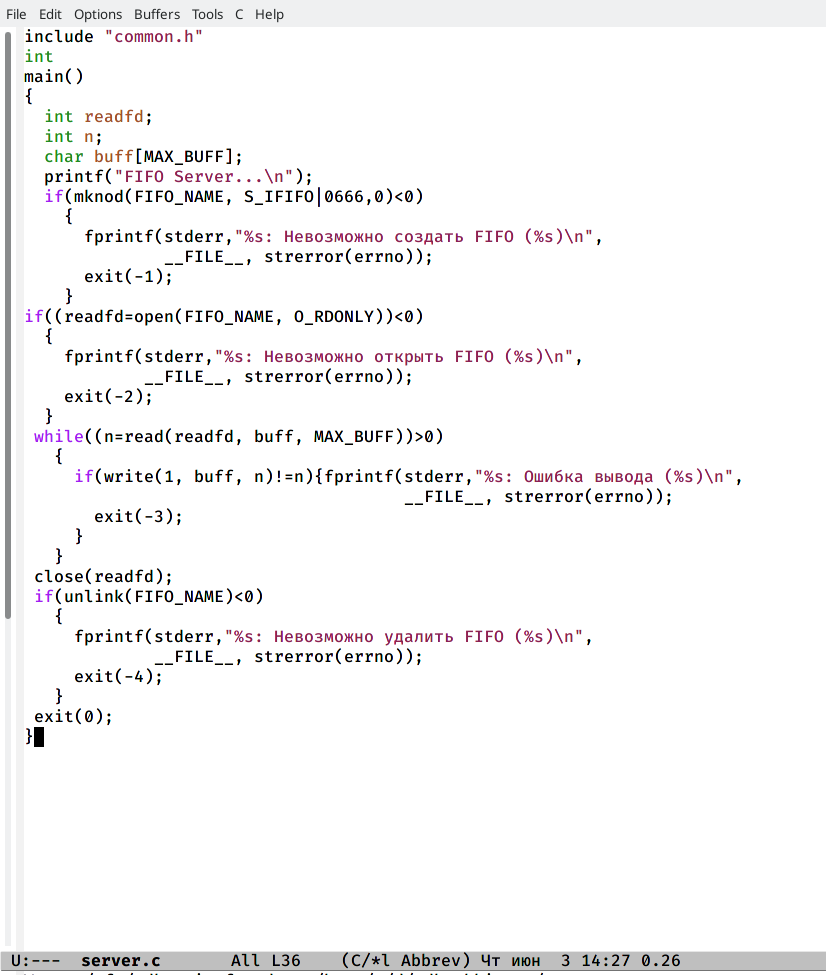 File Edit Options Buffers Tools C Help
include "common.h"
int
main()
{
  int readfd;
  int n;
  char buff[MAX_BUFF];
  printf("FIFO Server...\n");
  if(mknod(FIFO_NAME, S_IFIFO|0666,0)<0)
    {
      fprintf(stderr,"%s: Невозможно создать FIFO (%s)\n",
              __FILE__, strerror(errno));
      exit(-1);
    }
if((readfd=open(FIFO_NAME, O_RDONLY))<0)
  {
    fprintf(stderr,"%s: Невозможно открыть FIFO (%s)\n",
            __FILE__, strerror(errno));
    exit(-2);
  }
 while((n=read(readfd, buff, MAX_BUFF))>0)
   {
     if(write(1, buff, n)!=n){fprintf(stderr,"%s: Ошибка вывода (%s)\n",
                                      __FILE__, strerror(errno));
       exit(-3);
     }
   }
 close(readfd);
 if(unlink(FIFO_NAME)<0)
   {
     fprintf(stderr,"%s: Невозможно удалить FIFO (%s)\n",
             __FILE__, strerror(errno));
     exit(-4);
   }
 exit(0);
}
U:--- server.c All L36 (C/*l Abbrev) Чт июн 3 14:27 0.26